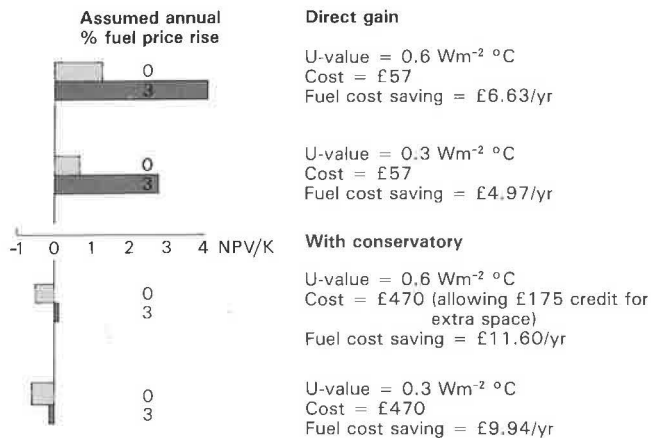 Assumed annual
% fuel price rise
Direct gain
0
3
U-value = 0.6 Wm⁻² °C
Cost = £57
Fuel cost saving = £6.63/yr
0
3
U-value = 0.3 Wm⁻² °C
Cost = £57
Fuel cost saving = £4.97/yr
-1 0 1 2 3 4 NPV/K
With conservatory
0
3
U-value = 0.6 Wm⁻² °C
Cost = £470 (allowing £175 credit for
extra space)
Fuel cost saving = £11.60/yr
0
3
U-value = 0.3 Wm⁻² °C
Cost = £470
Fuel cost saving = £9.94/yr